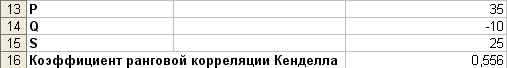 13 P 35
14 Q -10
15 S 25
16 Коэффициент ранговой корреляции Кенделла 0,556